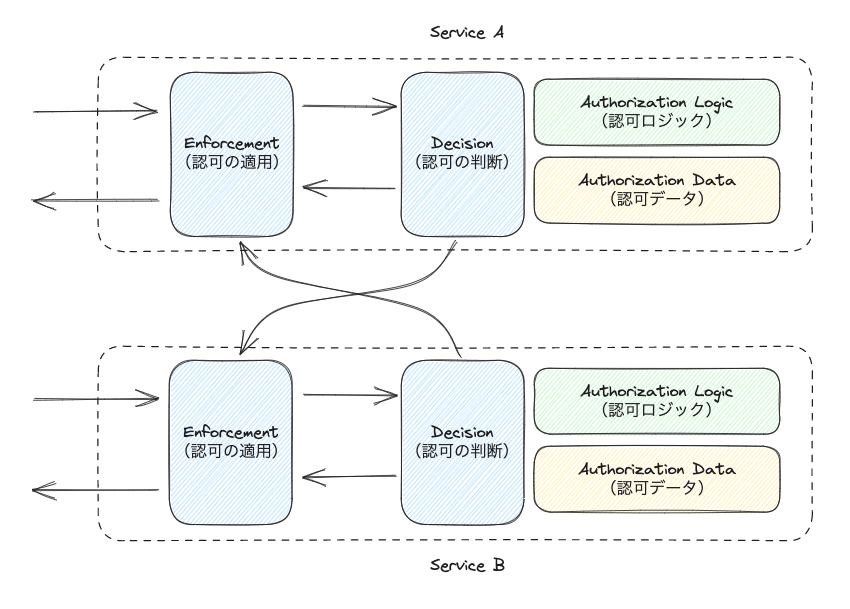 Service A
Enforcement
（認可の適用）
Decision
（認可の判断）
Authorization Logic
（認可ロジック）
Authorization Data
（認可データ）
Enforcement
（認可の適用）
Decision
（認可の判断）
Authorization Logic
（認可ロジック）
Authorization Data
（認可データ）
Service B